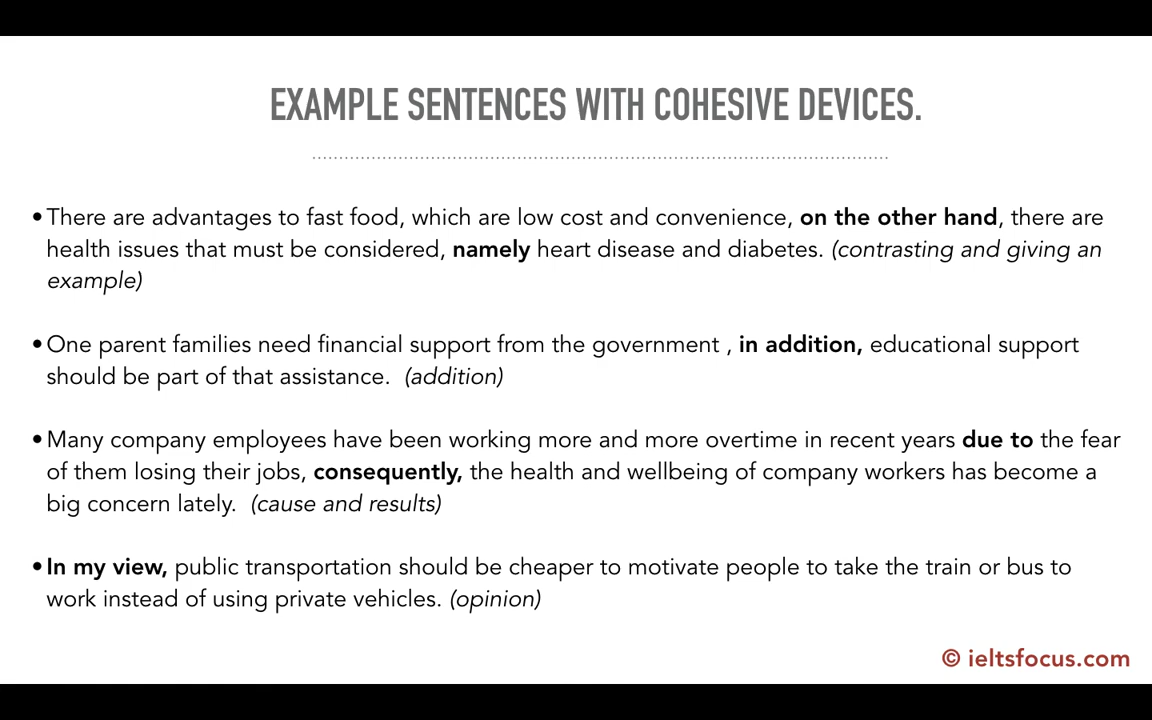 EXAMPLE SENTENCES WITH COHESIVE DEVICES.
•There are advantages to fast food, which are low cost and convenience, on the other hand, there are
health issues that must be considered, namely heart disease and diabetes. (contrasting and giving an
example)
•One parent families need financial support from the government , in addition, educational support
should be part of that assistance.  (addition)
•Many company employees have been working more and more overtime in recent years due to the fear
of them losing their jobs, consequently, the health and wellbeing of company workers has become a
big concern lately.  (cause and results)
•In my view, public transportation should be cheaper to motivate people to take the train or bus to
work instead of using private vehicles. (opinion)
© ieltsfocus.com